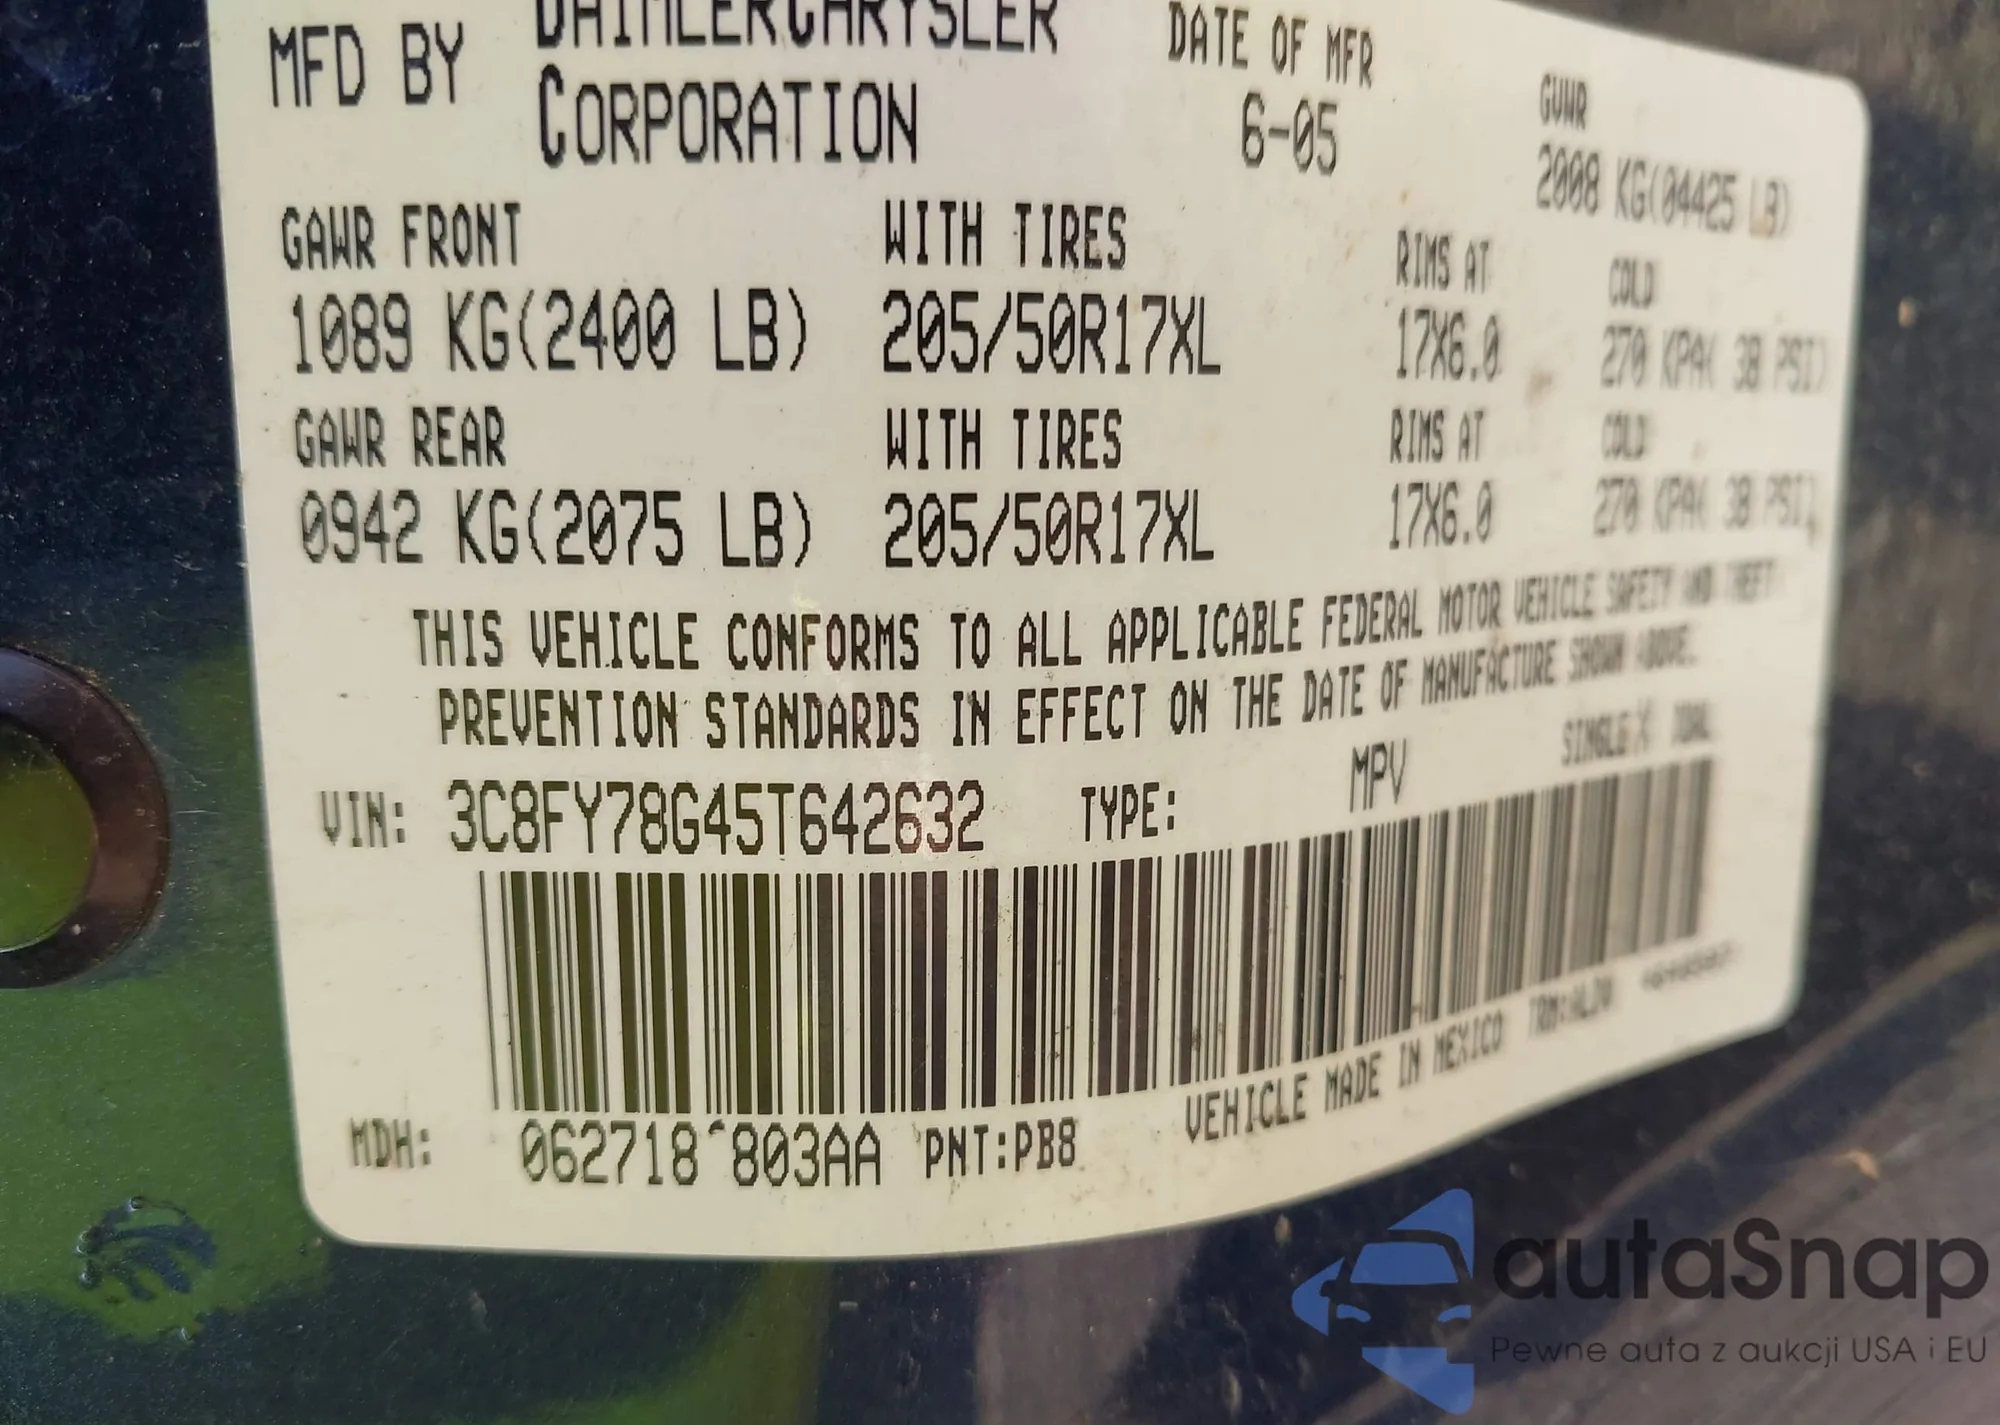 MFD BY DAIMLERCHRYSLER CORPORATION
DATE OF MFR
6-05
GVWR
2008 KG(04425 LB)
GAWR FRONT WITH TIRES RIMS AT COLD
1089 KG(2400 LB) 205/50R17XL 17X6.0 270 KPA( 38 PSI)
GAWR REAR WITH TIRES RIMS AT COLD
0942 KG(2075 LB) 205/50R17XL 17X6.0 270 KPA( 38 PSI)
THIS VEHICLE CONFORMS TO ALL APPLICABLE FEDERAL MOTOR VEHICLE SAFETY AND THEFT
PREVENTION STANDARDS IN EFFECT ON THE DATE OF MANUFACTURE SHOWN ABOVE.
VIN: 3C8FY78G45T642632 TYPE: MPV SINGLE X DUAL
MDH: 062718 803AA PNT:PB8 VEHICLE MADE IN MEXICO
autaSnap
Pewne auta z aukcji USA i EU